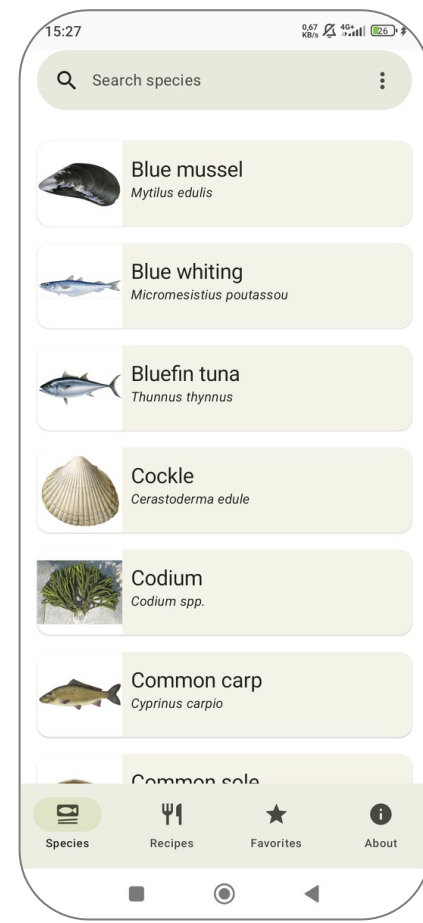 15:27
0,67
KB/s
4G+
26
Search species
Blue mussel
Mytilus edulis
Blue whiting
Micromesistius poutassou
Bluefin tuna
Thunnus thynnus
Cockle
Cerastoderma edule
Codium
Codium spp.
Common carp
Cyprinus carpio
Common sole
Species
Recipes
Favorites
About